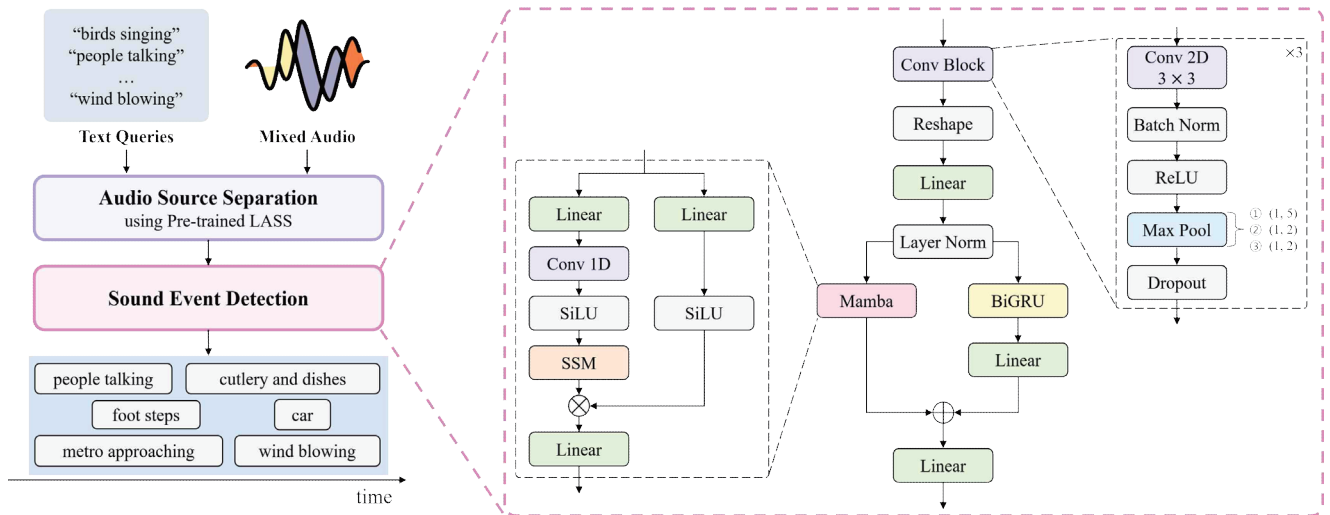 “birds singing”
“people talking”
…
“wind blowing”
Text Queries
Mixed Audio
Audio Source Separation
using Pre-trained LASS
Sound Event Detection
people talking
cutlery and dishes
foot steps
car
metro approaching
wind blowing
time
Linear
Linear
Conv 1D
SiLU
SiLU
SSM
Linear
Conv Block
Reshape
Linear
Layer Norm
Mamba
BiGRU
Linear
Linear
×3
Conv 2D
3 × 3
Batch Norm
ReLU
Max Pool
① (1, 5)
② (1, 2)
③ (1, 2)
Dropout